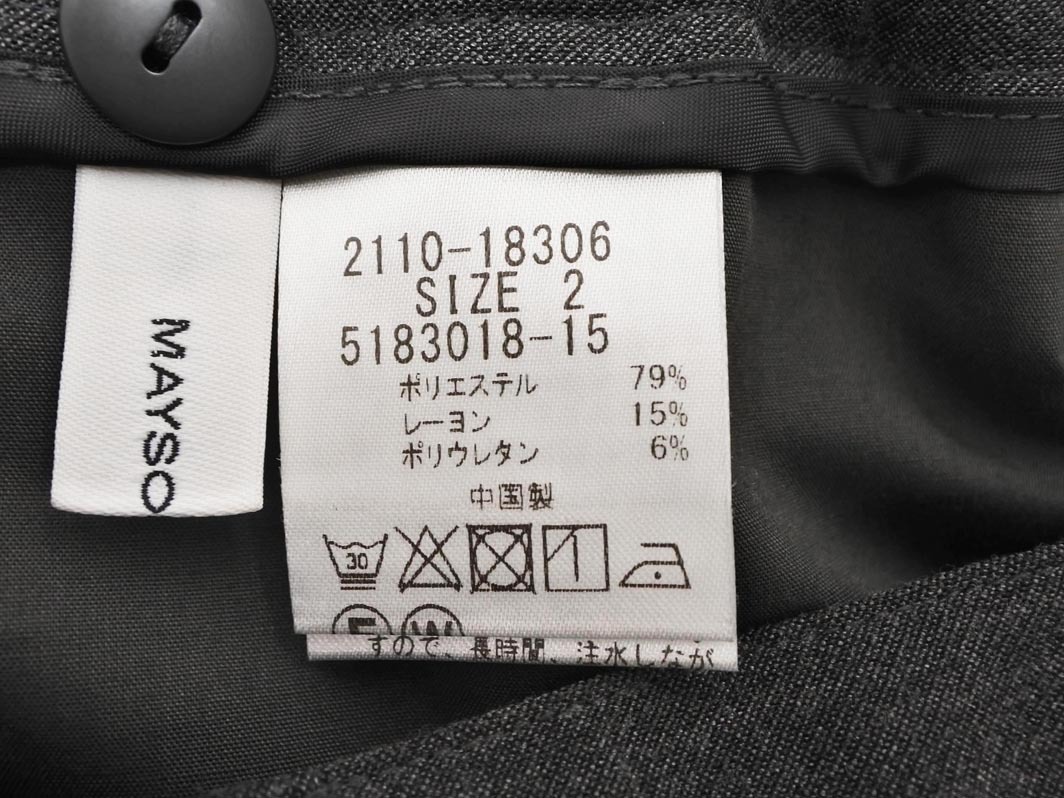 MAYSO
2110-18306
SIZE 2
5183018-15
ポリエステル 79%
レーヨン 15%
ポリウレタン 6%
中国製
30
F W
すので、長時間、注水しなが